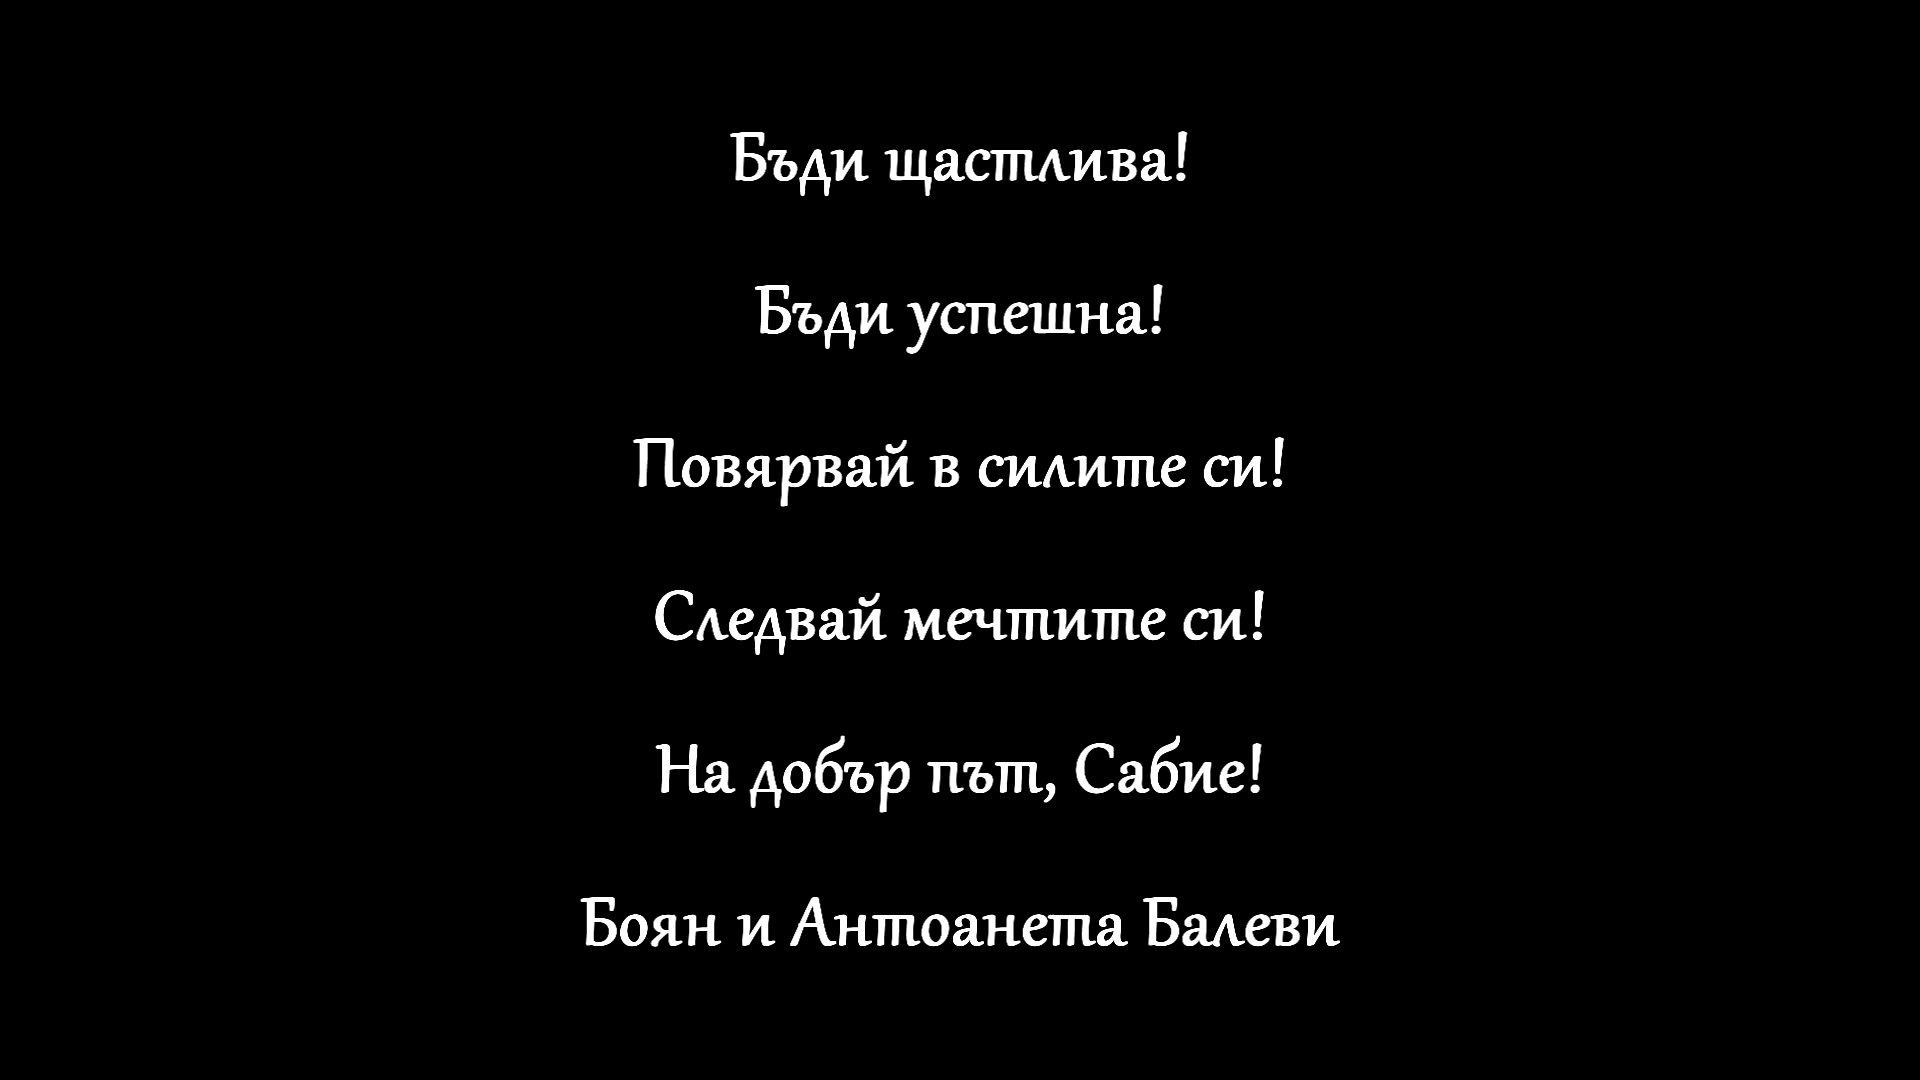 Бъди щастлива!
Бъди успешна!
Повярвай в силите си!
Следвай мечтите си!
На добър път, Сабие!
Боян и Антоанета Балеви